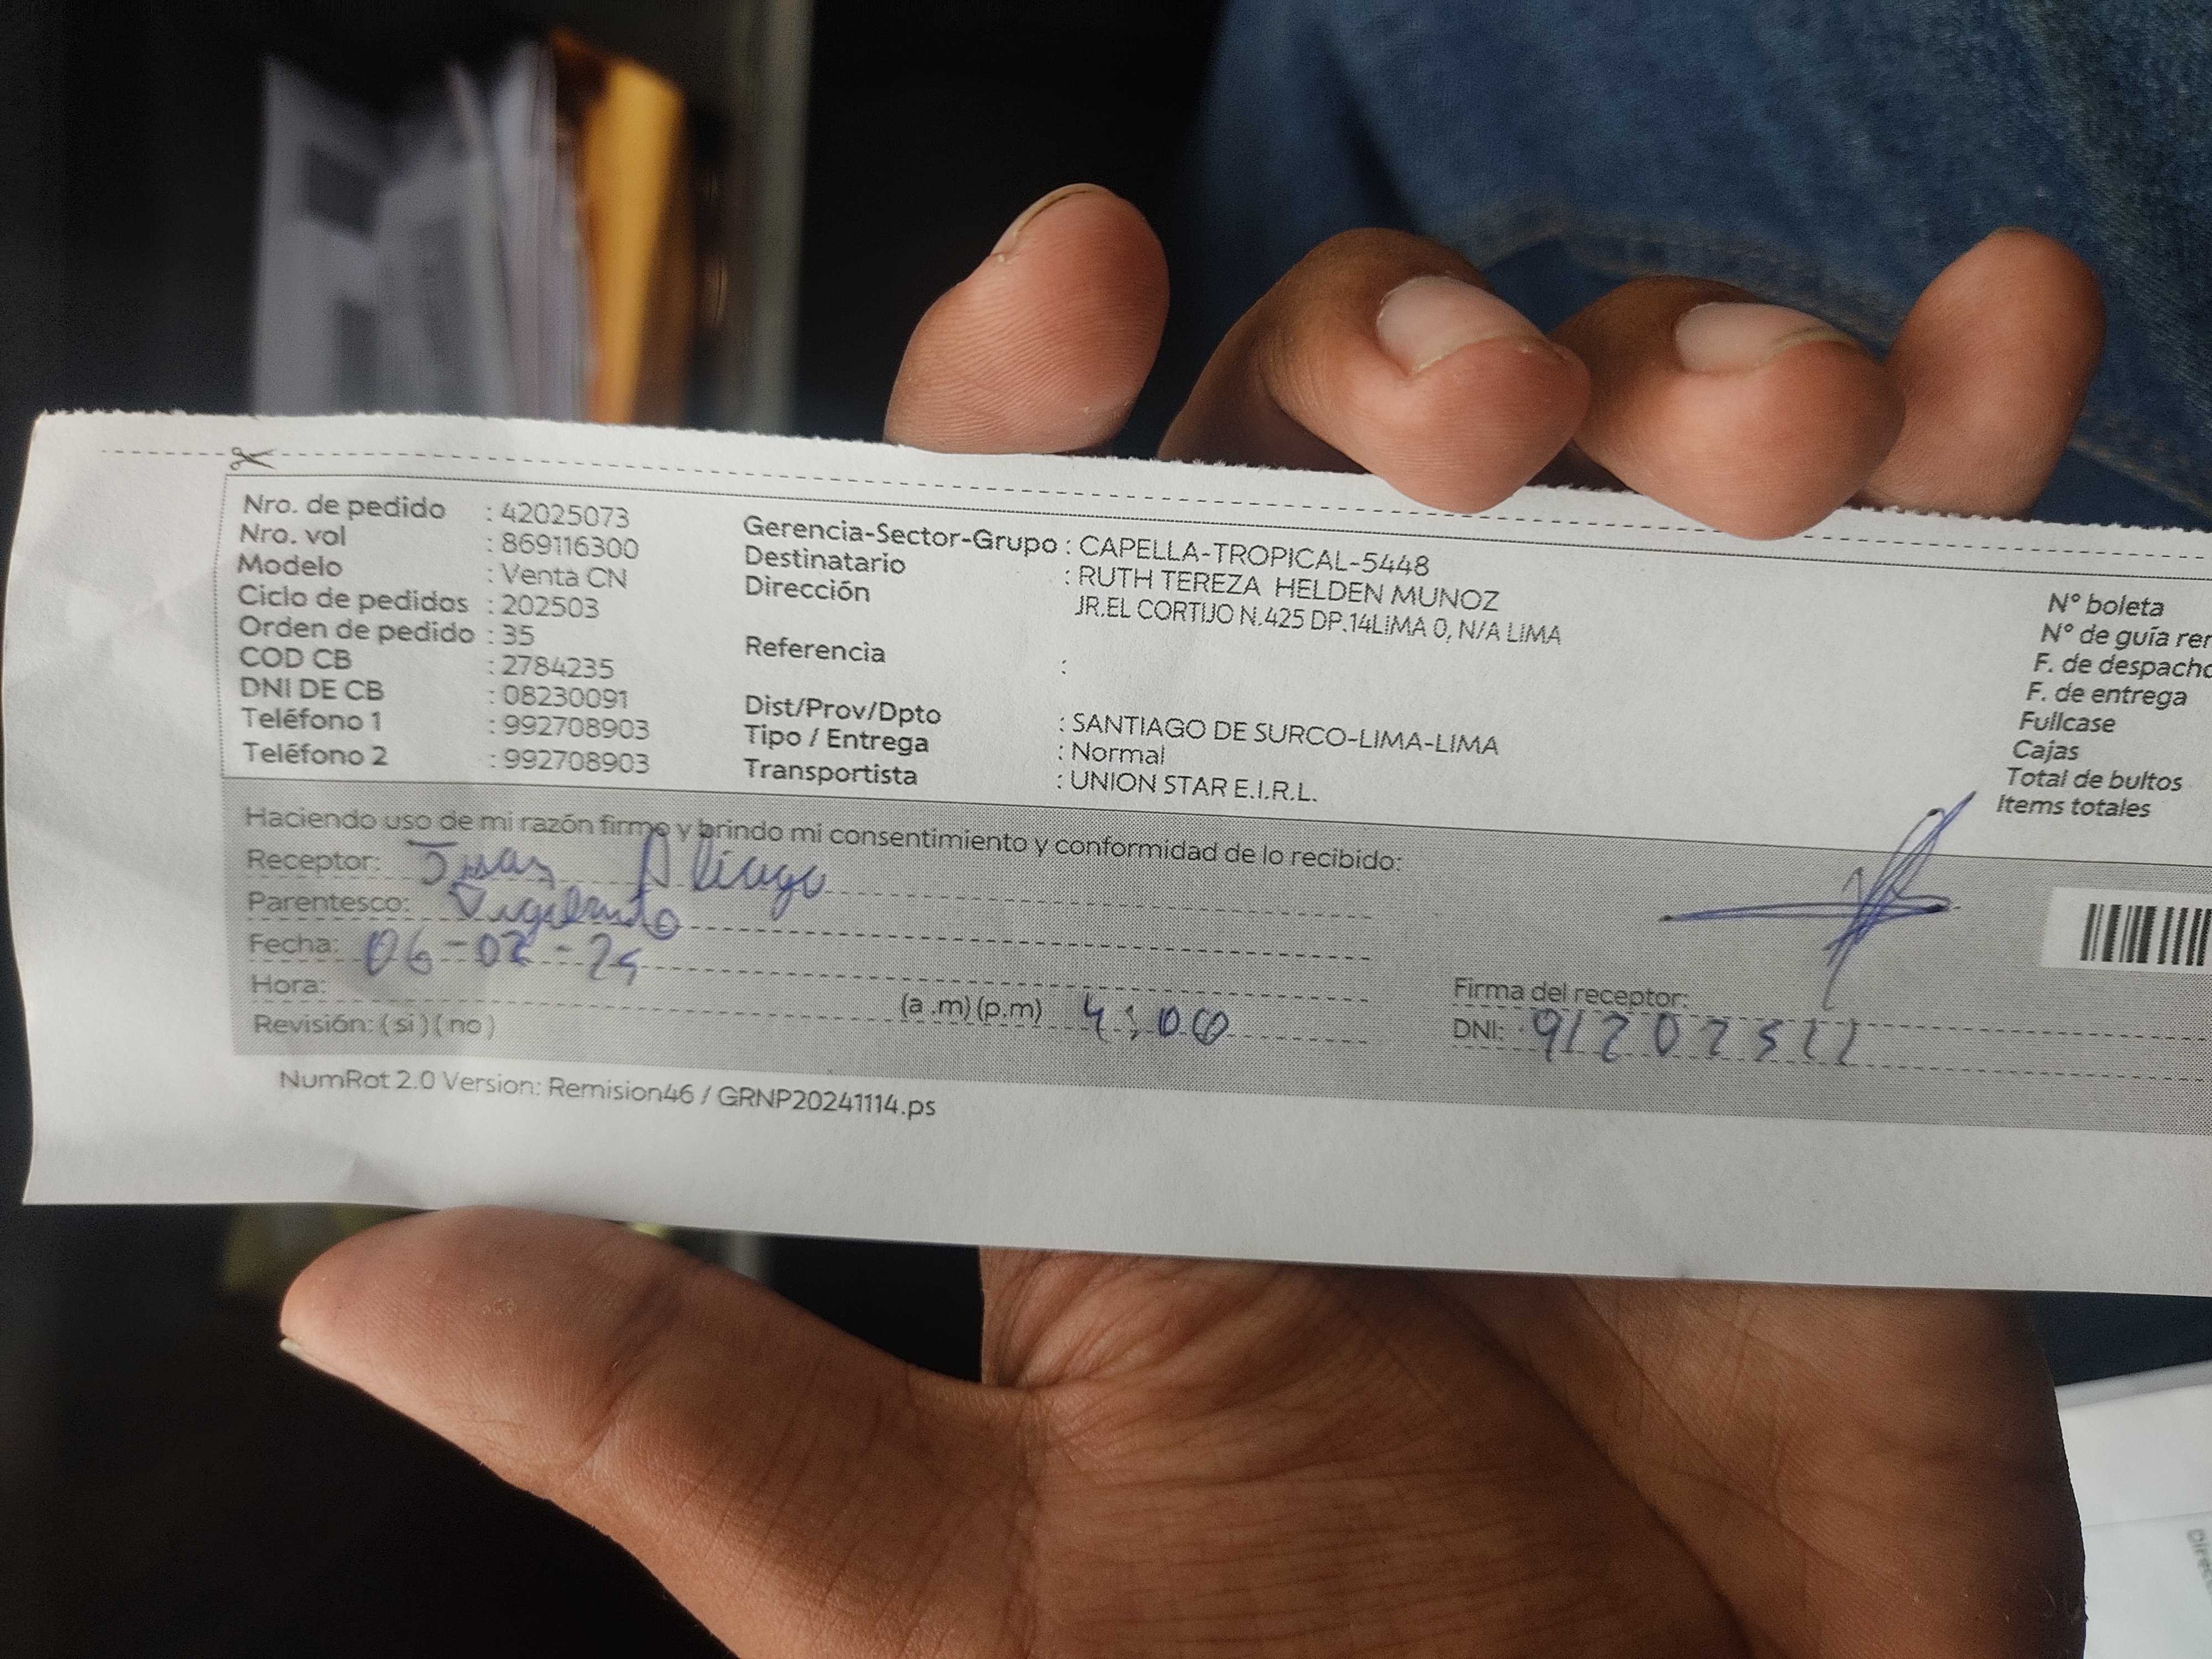 Nro. de pedido : 42025073
Nro. vol : 869116300
Modelo : Venta CN
Ciclo de pedidos : 202503
Orden de pedido : 35
COD CB : 2784235
DNI DE CB : 08230091
Teléfono 1 : 992708903
Teléfono 2 : 992708903
Gerencia-Sector-Grupo : CAPELLA-TROPICAL-5448
Destinatario : RUTH TEREZA HELDEN MUNOZ
Dirección JR.EL CORTIJO N.425 DP.14LIMA 0, N/A LIMA
Referencia :
Dist/Prov/Dpto : SANTIAGO DE SURCO-LIMA-LIMA
Tipo / Entrega : Normal
Transportista : UNION STAR E.I.R.L.
N° boleta
N° de guía rem
F. de despacho
F. de entrega
Fullcase
Cajas
Total de bultos
Items totales
Haciendo uso de mi razón firmo y brindo mi consentimiento y conformidad de lo recibido:
Receptor: Juan Aliaga
Parentesco:
Fecha: 06-02-25
Hora: (a .m) (p.m) 4:00
Revisión: ( si ) ( no )
Firma del receptor:
DNI:
NumRot 2.0 Version: Remision46 / GRNP20241114.ps